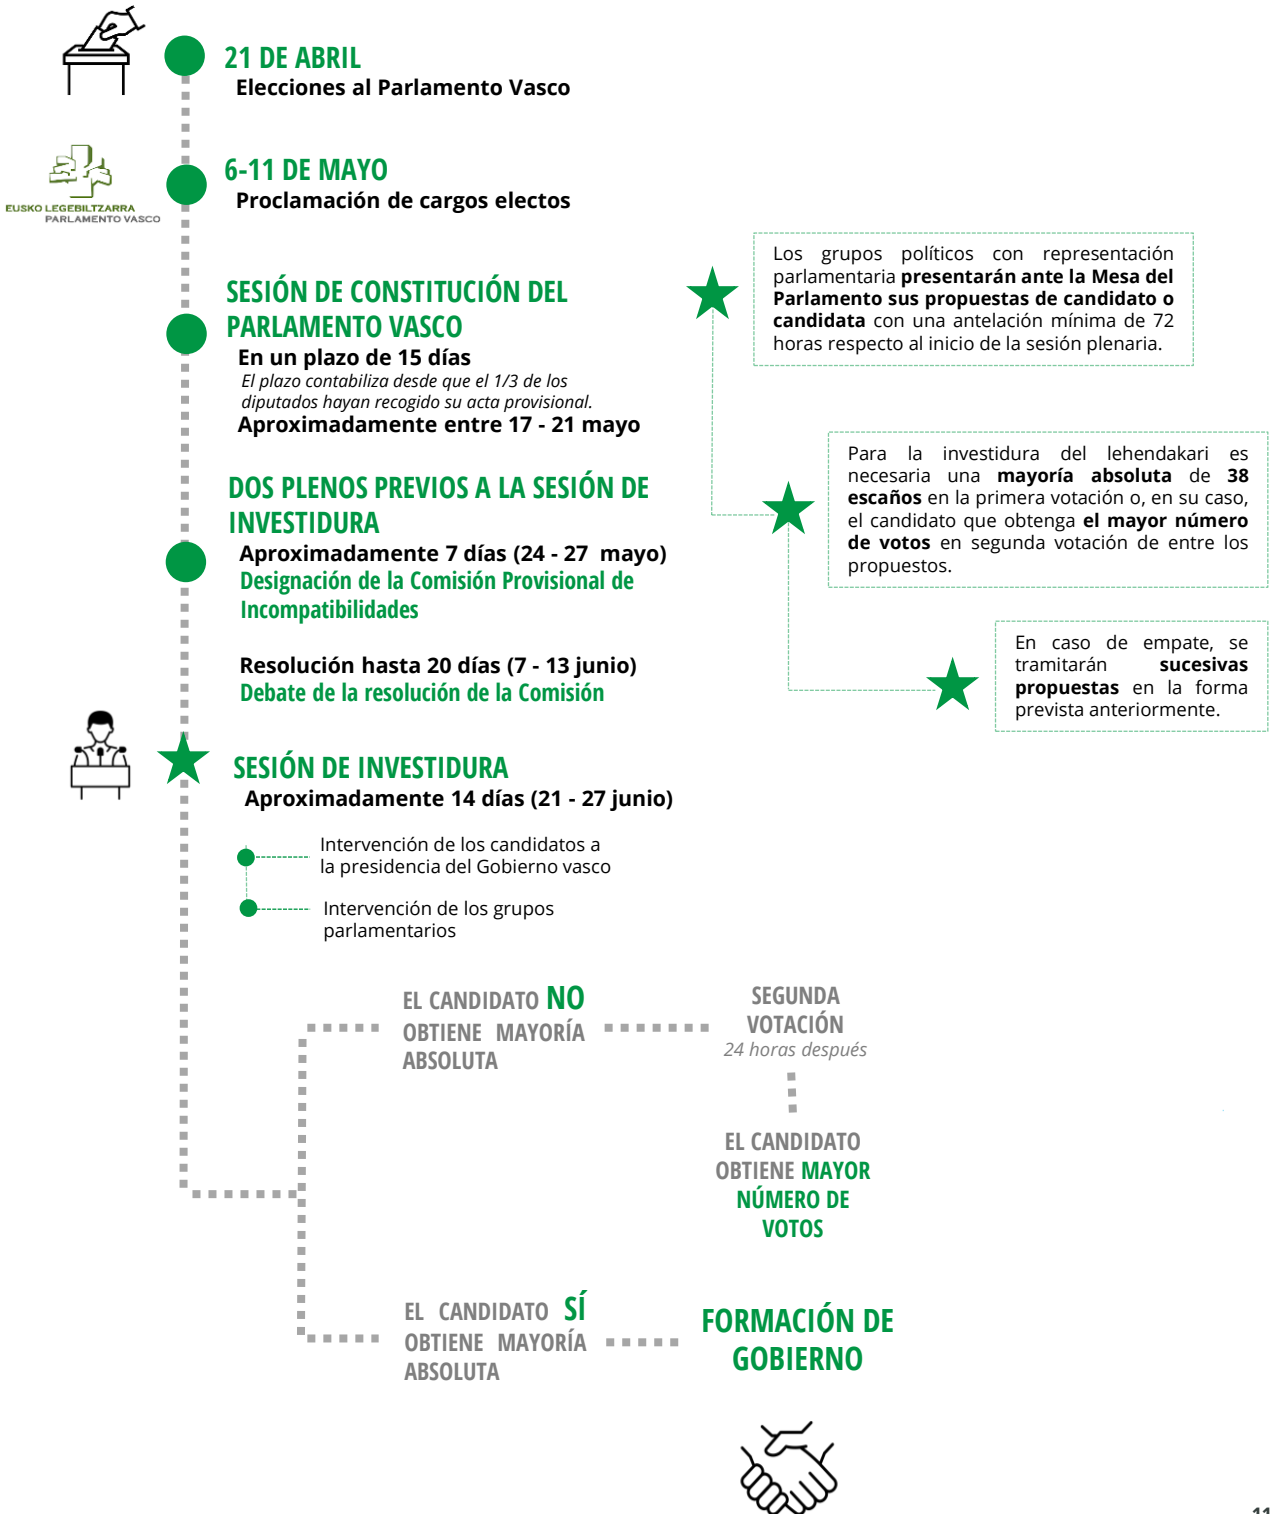 21 DE ABRIL
Elecciones al Parlamento Vasco
EUSKO LEGEBILTZARRA
PARLAMENTO VASCO
6-11 DE MAYO
Proclamación de cargos electos
SESIÓN DE CONSTITUCIÓN DEL
PARLAMENTO VASCO
En un plazo de 15 días
El plazo contabiliza desde que el 1/3 de los
diputados hayan recogido su acta provisional.
Aproximadamente entre 17 - 21 mayo
DOS PLENOS PREVIOS A LA SESIÓN DE
INVESTIDURA
Aproximadamente 7 días (24 - 27 mayo)
Designación de la Comisión Provisional de
Incompatibilidades
Resolución hasta 20 días (7 - 13 junio)
Debate de la resolución de la Comisión
SESIÓN DE INVESTIDURA
Aproximadamente 14 días (21 - 27 junio)
Intervención de los candidatos a
la presidencia del Gobierno vasco
Intervención de los grupos
parlamentarios
Los grupos políticos con representación
parlamentaria presentarán ante la Mesa del
Parlamento sus propuestas de candidato o
candidata con una antelación mínima de 72
horas respecto al inicio de la sesión plenaria.
Para la investidura del lehendakari es
necesaria una mayoría absoluta de 38
escaños en la primera votación o, en su caso,
el candidato que obtenga el mayor número
de votos en segunda votación de entre los
propuestos.
En caso de empate, se
tramitarán sucesivas
propuestas en la forma
prevista anteriormente.
EL CANDIDATO NO
OBTIENE MAYORÍA
ABSOLUTA
SEGUNDA
VOTACIÓN
24 horas después
EL CANDIDATO
OBTIENE MAYOR
NÚMERO DE
VOTOS
EL CANDIDATO SÍ
OBTIENE MAYORÍA
ABSOLUTA
FORMACIÓN DE
GOBIERNO
11